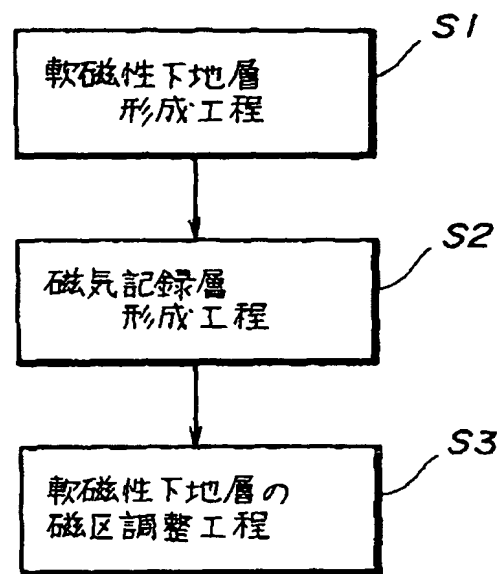 S1
軟磁性下地層
形成工程
S2
磁気記録層
形成工程
S3
軟磁性下地層の
磁区調整工程